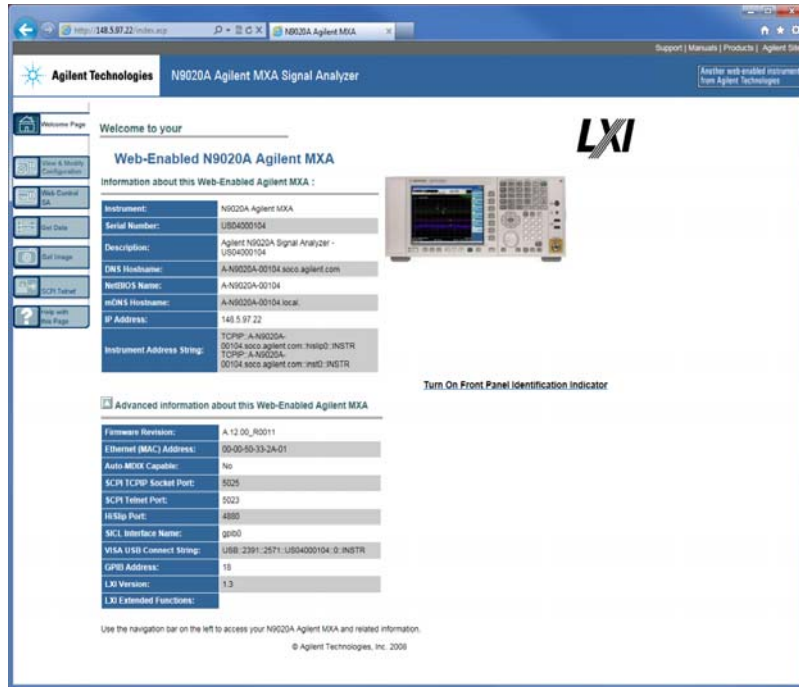 http://148.5.97.22/index.asp
N9020A Agilent MXA
Support | Manuals | Products | Agilent Site
Agilent Technologies
N9020A Agilent MXA Signal Analyzer
Another web-enabled instrument
from Agilent Technologies
Welcome Page
View & Modify
Configuration
Web Control
SA
Get Data
Get Image
SCPI Telnet
Help with
this Page
Welcome to your
LXI
Web-Enabled N9020A Agilent MXA
Information about this Web-Enabled Agilent MXA :
Instrument: N9020A Agilent MXA
Serial Number: US04000104
Description: Agilent N9020A Signal Analyzer -
US04000104
DNS Hostname: A-N9020A-00104.soco.agilent.com
NetBIOS Name: A-N9020A-00104
mDNS Hostname: A-N9020A-00104.local.
IP Address: 148.5.97.22
Instrument Address String: TCPIP::A-N9020A-
00104.soco.agilent.com::hislip0::INSTR
TCPIP::A-N9020A-
00104.soco.agilent.com::inst0::INSTR
Turn On Front Panel Identification Indicator
Advanced information about this Web-Enabled Agilent MXA
Firmware Revision: A.12.00_R0011
Ethernet (MAC) Address: 00-00-50-33-2A-01
Auto-MDIX Capable: No
SCPI TCPIP Socket Port: 5025
SCPI Telnet Port: 5023
HiSlip Port: 4880
SICL Interface Name: gpib0
VISA USB Connect String: USB::2391::2571::US04000104::0::INSTR
GPIB Address: 18
LXI Version: 1.3
LXI Extended Functions:
Use the navigation bar on the left to access your N9020A Agilent MXA and related information.
© Agilent Technologies, Inc. 2008